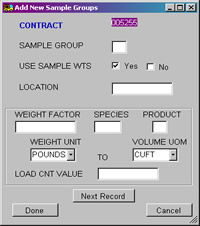 Add New Sample Groups
CONTRACT 005255
SAMPLE GROUP
USE SAMPLE WTS Yes No
LOCATION
WEIGHT FACTOR SPECIES PRODUCT
WEIGHT UNIT VOLUME UOM
POUNDS TO CUFT
LOAD CNT VALUE
Next Record
Done Cancel